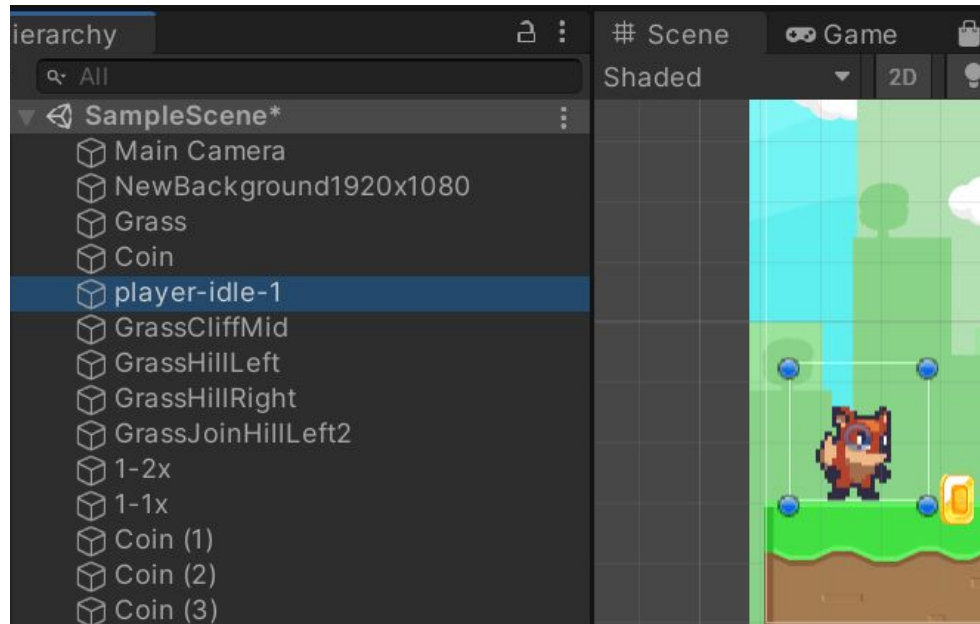 ierarchy
All
SampleScene*
Main Camera
NewBackground1920x1080
Grass
Coin
player-idle-1
GrassCliffMid
GrassHillLeft
GrassHillRight
GrassJoinHillLeft2
1-2x
1-1x
Coin (1)
Coin (2)
Coin (3)
Scene Game
Shaded 2D